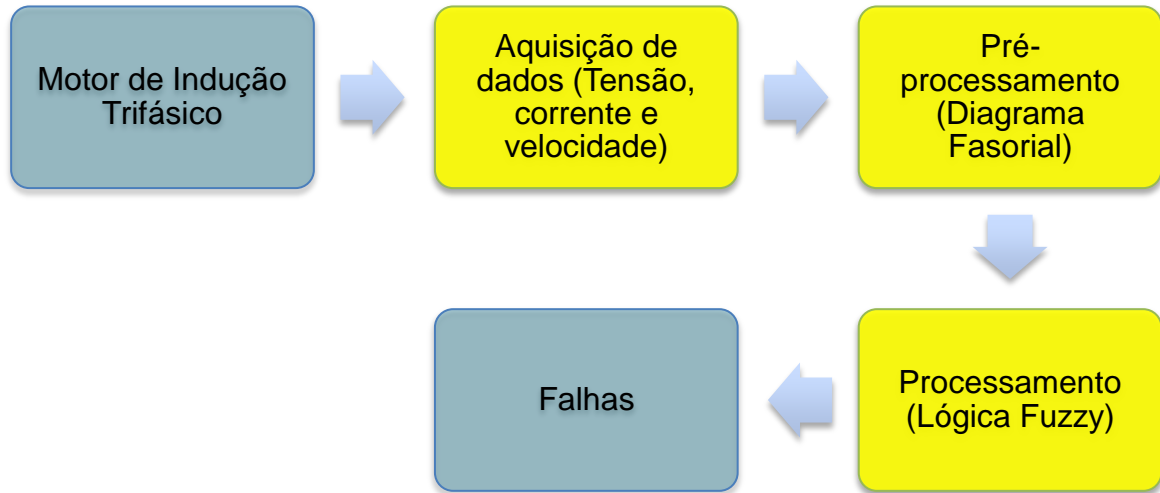 Motor de Indução
Trifásico
Aquisição de
dados (Tensão,
corrente e
velocidade)
Pré-
processamento
(Diagrama
Fasorial)
Processamento
(Lógica Fuzzy)
Falhas